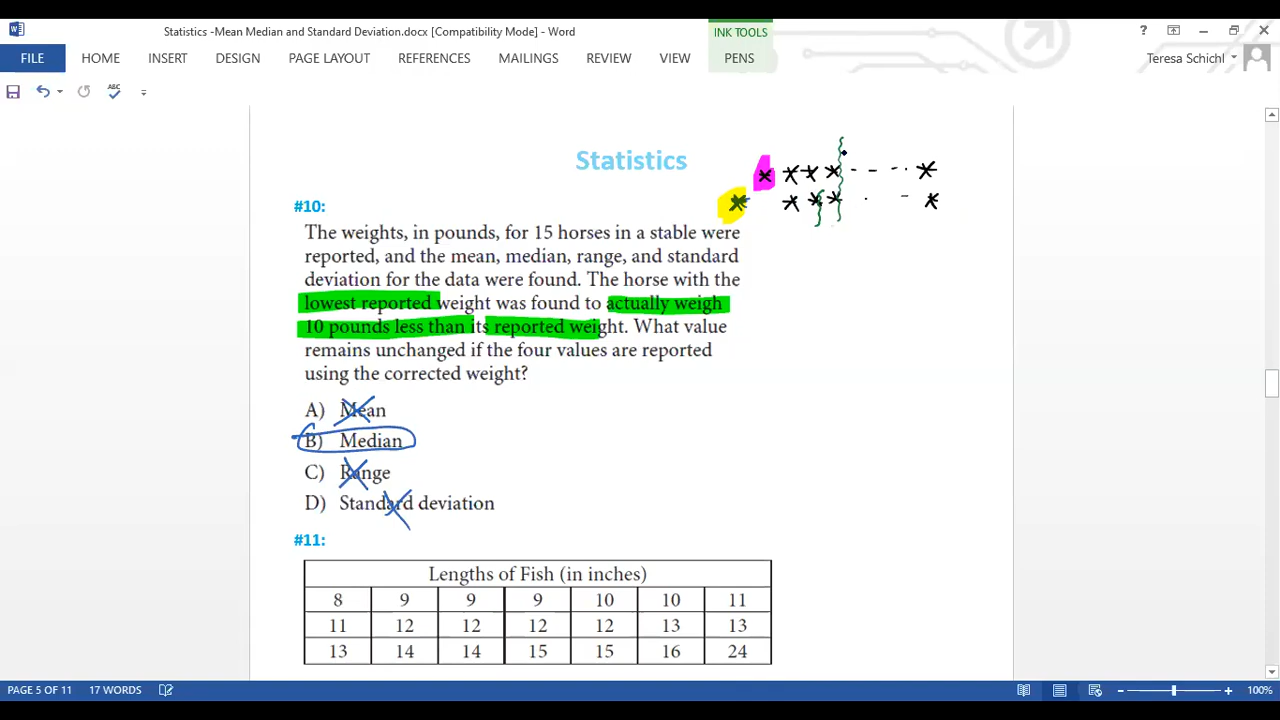 Statistics -Mean Median and Standard Deviation.docx [Compatibility Mode] - Word
INK TOOLS
FILE HOME INSERT DESIGN PAGE LAYOUT REFERENCES MAILINGS REVIEW VIEW PENS
Teresa Schichl
ABC
Statistics
#10:
The weights, in pounds, for 15 horses in a stable were
reported, and the mean, median, range, and standard
deviation for the data were found. The horse with the
lowest reported weight was found to actually weigh
10 pounds less than its reported weight. What value
remains unchanged if the four values are reported
using the corrected weight?
A) Mean
B) Median
C) Range
D) Standard deviation
#11:
Lengths of Fish (in inches)
8 9 9 9 10 10 11
11 12 12 12 12 13 13
13 14 14 15 15 16 24
PAGE 5 OF 11 17 WORDS
100%